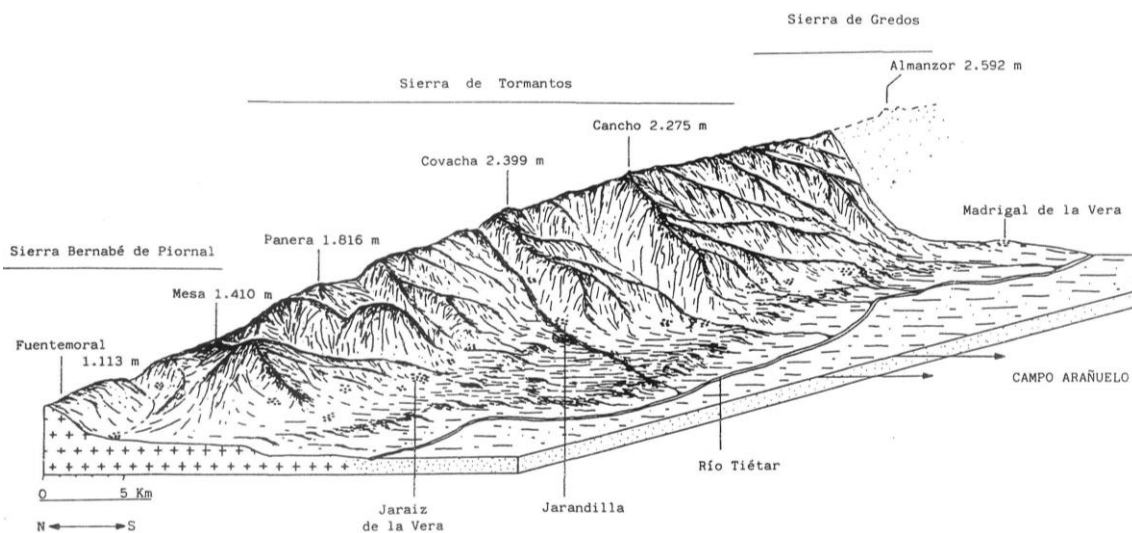 Sierra de Gredos
Almanzor 2.592 m
Sierra de Tormantos
Cancho 2.275 m
Covacha 2.399 m
Madrigal de la Vera
Panera 1.816 m
Sierra Bernabé de Piornal
Mesa 1.410 m
Fuentemoral
1.113 m
CAMPO ARAÑUELO
Río Tiétar
0 5 Km
Jaraiz
de la Vera
Jarandilla
N S